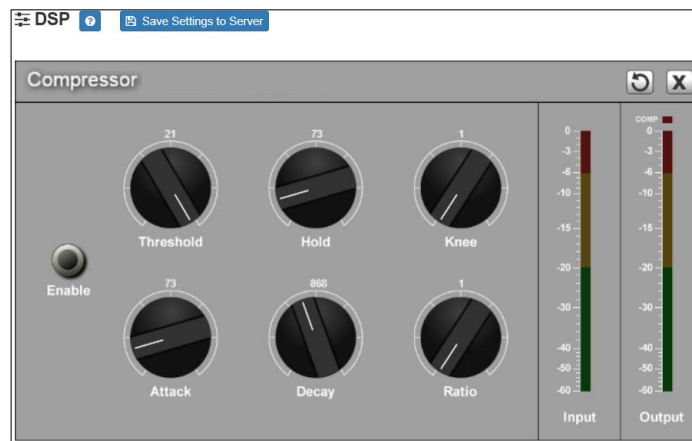 DSP ? Save Settings to Server
Compressor X
21 73 1
Threshold Hold Knee
Enable
73 868 1
Attack Decay Ratio
COMP
0 0
-3 -3
-6 -6
-10 -10
-15 -15
-20 -20
-30 -30
-40 -40
-50 -50
-60 -60
Input Output